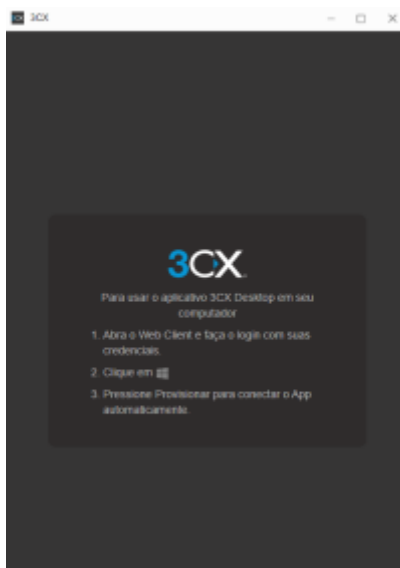 3CX
3CX
Para usar o aplicativo 3CX Desktop em seu
computador
1. Abra o Web Client e faça o login com suas
credenciais.
2. Clique em
3. Pressione Provisionar para conectar o App
automaticamente.